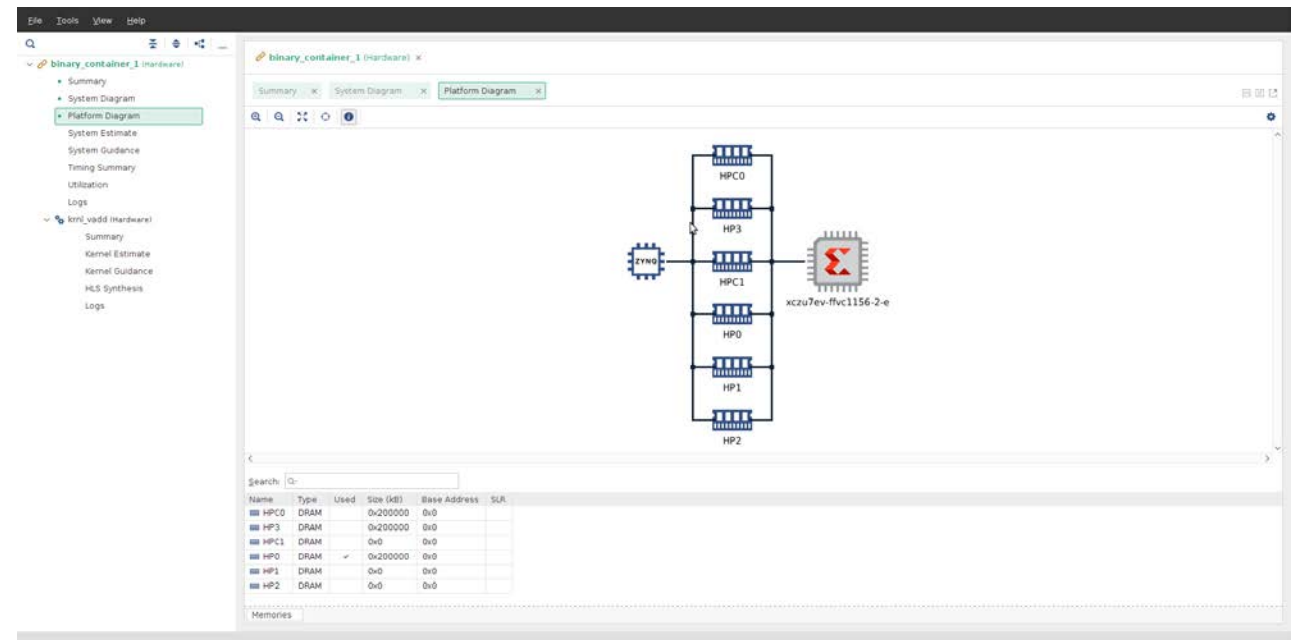 File Tools View Help
binary_container_1 (Hardware)
Summary
System Diagram
Platform Diagram
System Estimate
System Guidance
Timing Summary
Utilization
Logs
krnl_vadd (Hardware)
Summary
Kernel Estimate
Kernel Guidance
HLS Synthesis
Logs
binary_container_1 (Hardware) ×
Summary × System Diagram × Platform Diagram ×
HPC0
HP3
ZYNQ
HPC1
xczu7ev-ffvc1156-2-e
HP0
HP1
HP2
Search:
Name Type Used Size (kB) Base Address SLR
HPC0 DRAM 0x200000 0x0
HP3 DRAM 0x200000 0x0
HPC1 DRAM 0x0 0x0
HP0 DRAM ✓ 0x200000 0x0
HP1 DRAM 0x0 0x0
HP2 DRAM 0x0 0x0
Memories